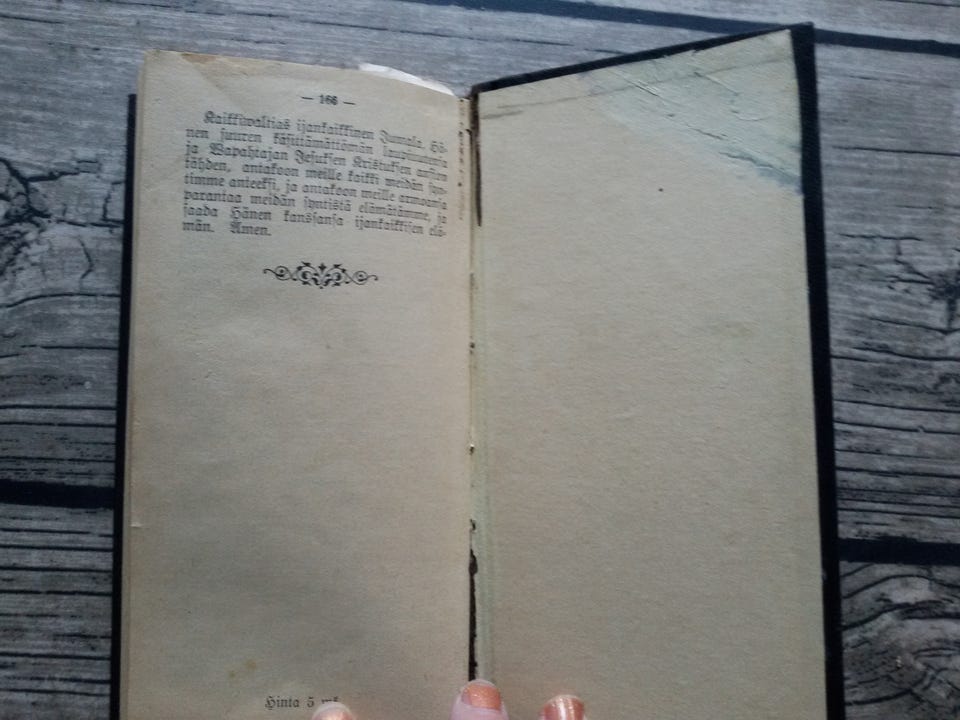 — 166 —
Kaikkivaltias ijankaikkinen Jumala, Hä-
nen suuren käsittämättömän laupeutensa
ja Wapahtajan Jesuksen Kristuksen ansion
tähden, antakoon meille kaikki meidän syn-
timme anteeksi, ja antakoon meille armonsa
parantaa meidän syntistä elämätämme, ja
saada Hänen kanssansa ijankaikkisen elä-
män. Amen.
Hinta 5 mk